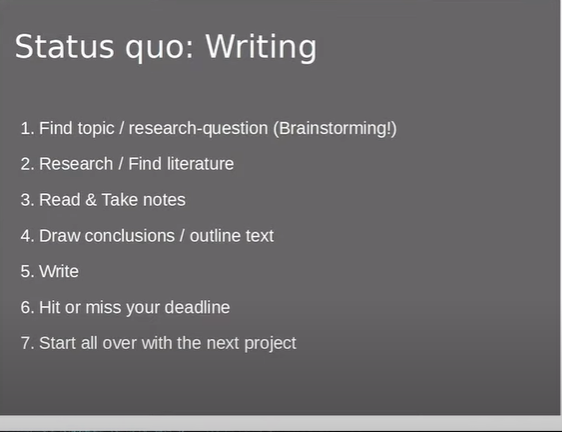 Status quo: Writing
1. Find topic / research-question (Brainstorming!)
2. Research / Find literature
3. Read & Take notes
4. Draw conclusions / outline text
5. Write
6. Hit or miss your deadline
7. Start all over with the next project